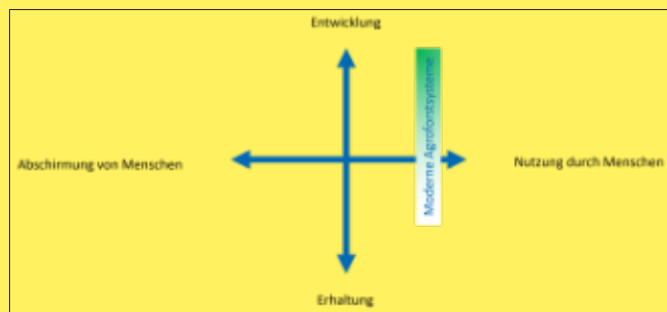 Entwicklung
Moderne Agroforstsysteme
Abschirmung von Menschen
Nutzung durch Menschen
Erhaltung